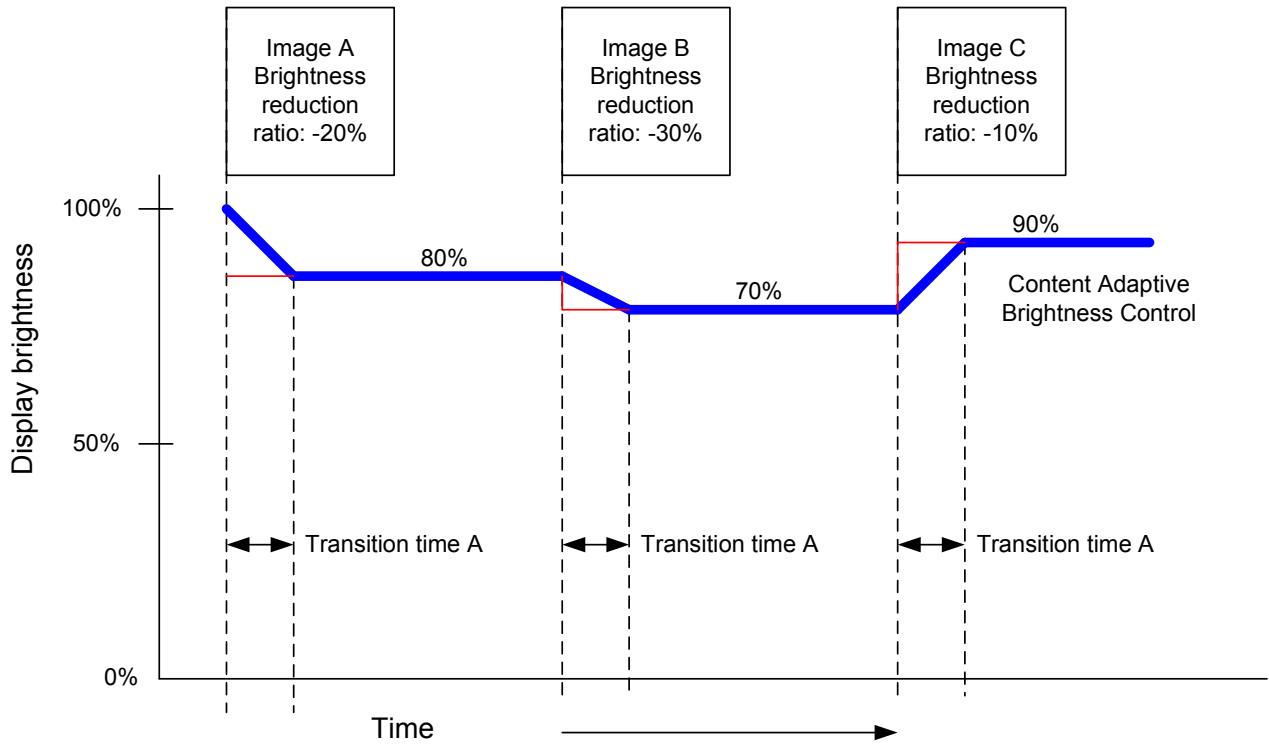 Image A
Brightness
reduction
ratio: -20%
Image B
Brightness
reduction
ratio: -30%
Image C
Brightness
reduction
ratio: -10%
100%
80%
70%
90%
Content Adaptive
Brightness Control
Display brightness
50%
Transition time A
Transition time A
Transition time A
0%
Time